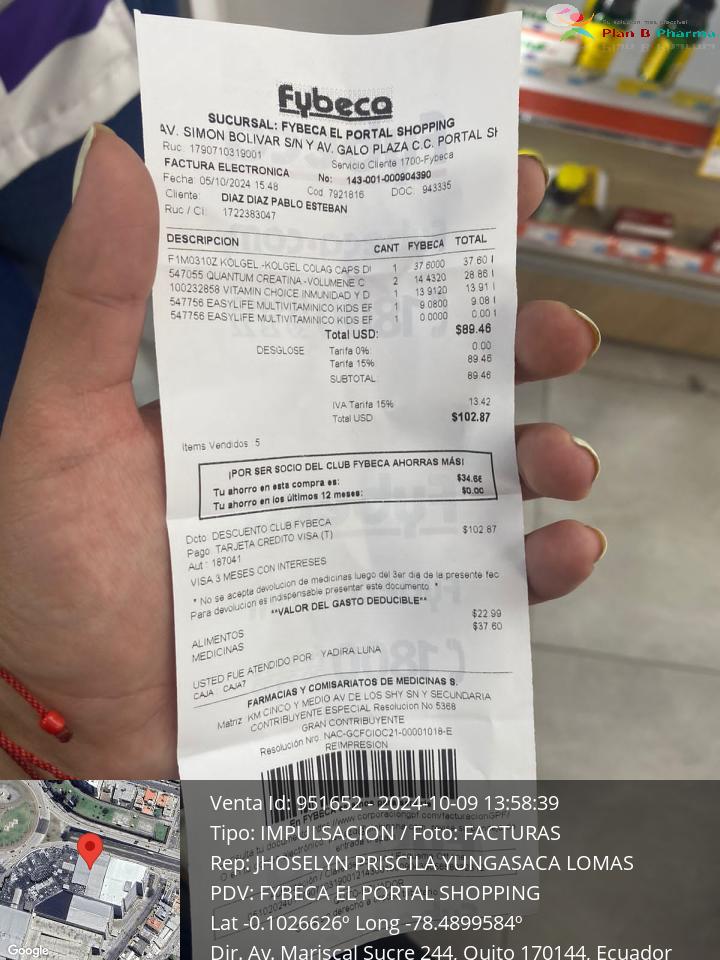 Tu solución más accesible
Plan B Pharma
Fybeca
SUCURSAL: FYBECA EL PORTAL SHOPPING
AV. SIMON BOLIVAR S/N Y AV. GALO PLAZA C.C. PORTAL SH
Ruc: 1790710319001 Servicio Cliente 1700-Fybeca
FACTURA ELECTRONICA No: 143-001-000904390
Fecha: 05/10/2024 15:48 Cod 7921816 DOC: 943335
Cliente: DIAZ DIAZ PABLO ESTEBAN
Ruc / CI: 1722383047
DESCRIPCION CANT FYBECA TOTAL
F1M0310Z KOLGEL -KOLGEL COLAG CAPS DI 1 37.6000 37.60 I
547055 QUANTUM CREATINA -VOLUMENE C 2 14.4320 28.86 I
100232858 VITAMIN CHOICE INMUNIDAD Y D 1 13.9120 13.91 I
547756 EASYLIFE MULTIVITAMINICO KIDS EF 1 9.0800 9.08 I
547756 EASYLIFE MULTIVITAMINICO KIDS EF 1 0.0000 0.00 I
Total USD: $89.46
DESGLOSE Tarifa 0%: 0.00
Tarifa 15% 89.46
SUBTOTAL: 89.46
IVA Tarifa 15% 13.42
Total USD $102.87
Items Vendidos :5
¡POR SER SOCIO DEL CLUB FYBECA AHORRAS MÁS!
Tu ahorro en esta compra es: $34.66
Tu ahorro en los últimos 12 meses: $0.00
Dcto: DESCUENTO CLUB FYBECA
Pago: TARJETA CREDITO VISA (T) $102.87
Aut : 187041
VISA 3 MESES CON INTERESES
* No se acepta devolucion de medicinas luego del 3er dia de la presente fec
Para devolucion es indispensable presentar este documento. *
**VALOR DEL GASTO DEDUCIBLE**
ALIMENTOS $22.99
MEDICINAS $37.60
USTED FUE ATENDIDO POR: YADIRA LUNA
CAJA : CAJA7
FARMACIAS Y COMISARIATOS DE MEDICINAS S.
Matriz KM CINCO Y MEDIO AV DE LOS SHY SN Y SECUNDARIA
CONTRIBUYENTE ESPECIAL Resolucion No 5368
GRAN CONTRIBUYENTE
Resolución Nro. NAC-GCFOIOC21-00001018-E
REIMPRESION
Venta Id: 951652 - 2024-10-09 13:58:39
Tipo: IMPULSACION / Foto: FACTURAS
Rep: JHOSELYN PRISCILA YUNGASACA LOMAS
PDV: FYBECA EL PORTAL SHOPPING
Lat -0.1026626º Long -78.4899584º
Dir. Av. Mariscal Sucre 244, Quito 170144, Ecuador
Google